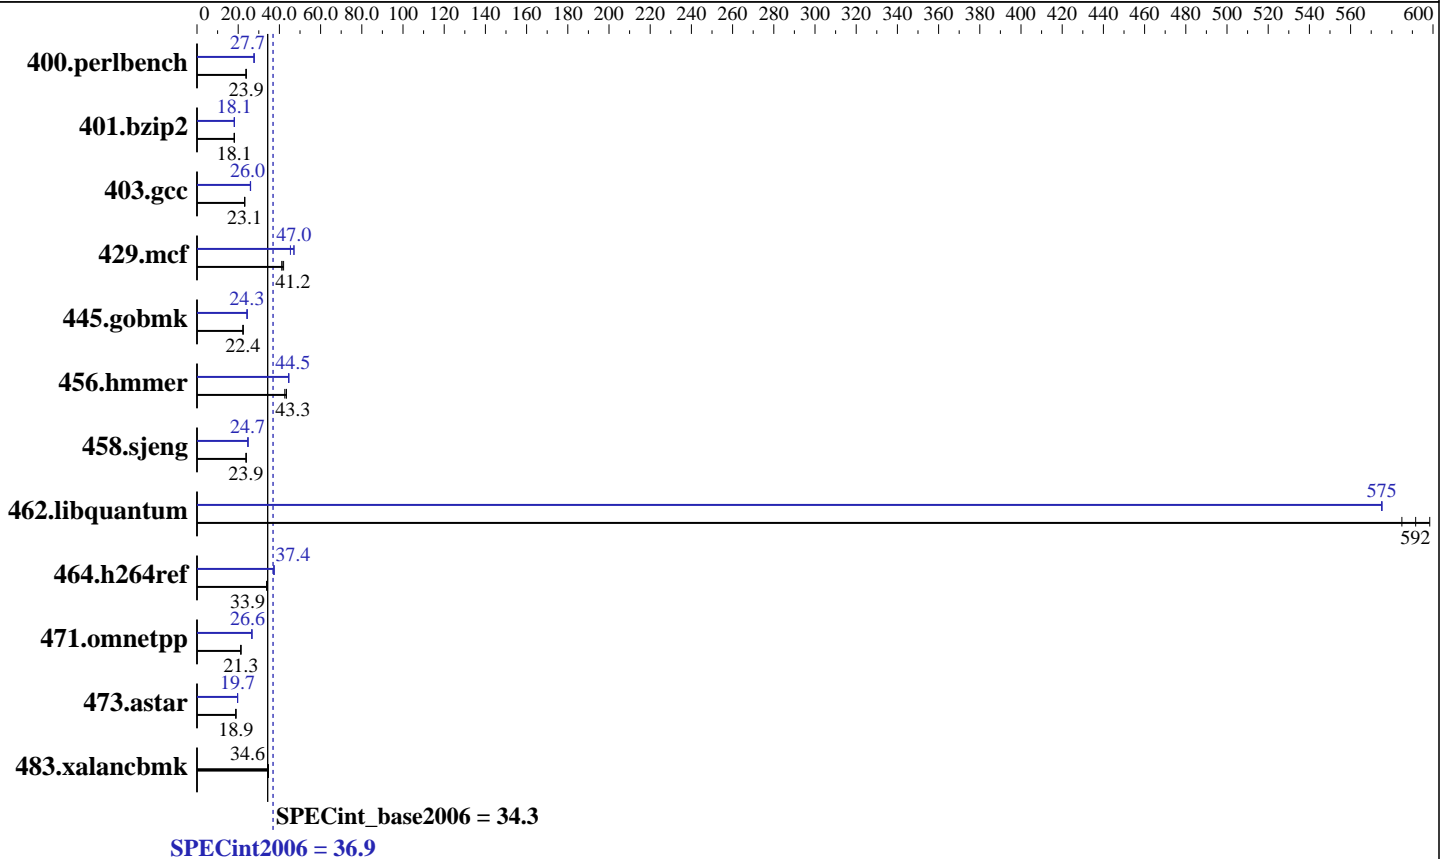 0 20.0 40.0 60.0 80.0 100 120 140 160 180 200 220 240 260 280 300 320 340 360 380 400 420 440 460 480 500 520 540 560 600
27.7
400.perlbench
23.9
18.1
401.bzip2
18.1
26.0
403.gcc
23.1
47.0
429.mcf
41.2
24.3
445.gobmk
22.4
44.5
456.hmmer
43.3
24.7
458.sjeng
23.9
575
462.libquantum
592
37.4
464.h264ref
33.9
26.6
471.omnetpp
21.3
19.7
473.astar
18.9
34.6
483.xalancbmk
SPECint_base2006 = 34.3
SPECint2006 = 36.9